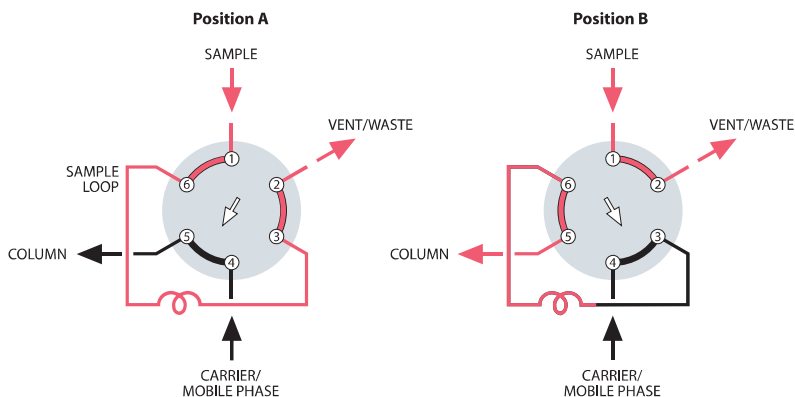 Position A
SAMPLE
VENT/WASTE
SAMPLE
LOOP
1
2
3
4
5
6
COLUMN
CARRIER/
MOBILE PHASE
Position B
SAMPLE
VENT/WASTE
1
2
3
4
5
6
COLUMN
CARRIER/
MOBILE PHASE